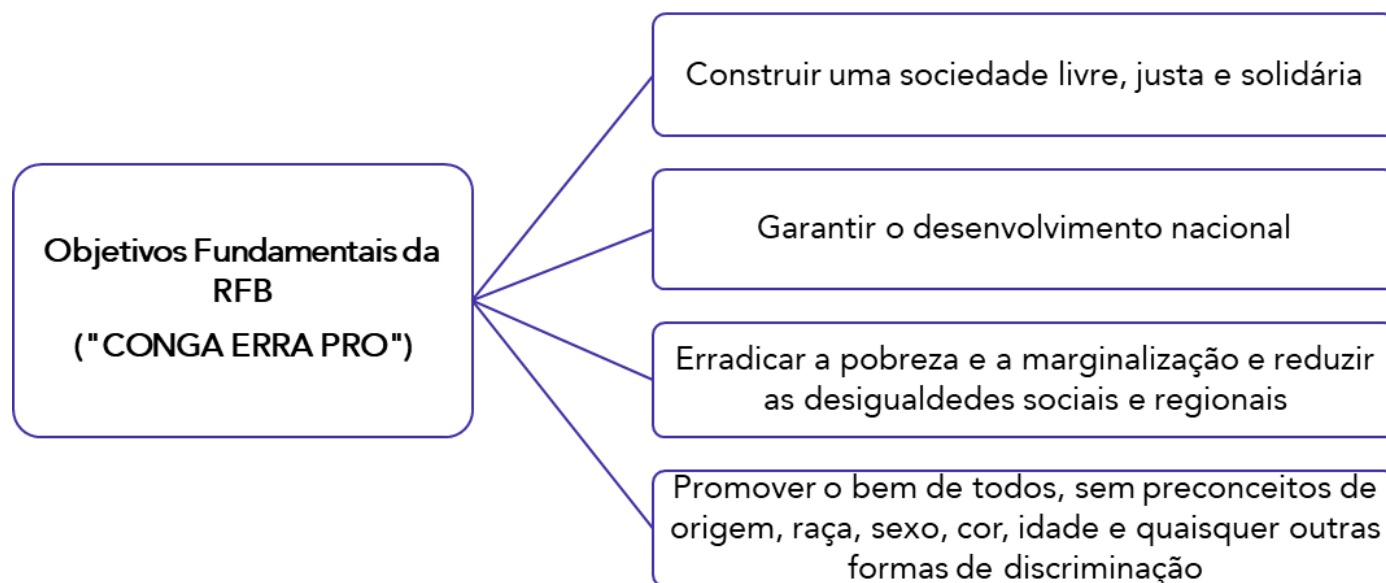 Objetivos Fundamentais da
RFB
("CONGA ERRA PRO")
Construir uma sociedade livre, justa e solidária
Garantir o desenvolvimento nacional
Erradicar a pobreza e a marginalização e reduzir
as desigualdedes sociais e regionais
Promover o bem de todos, sem preconceitos de
origem, raça, sexo, cor, idade e quaisquer outras
formas de discriminação